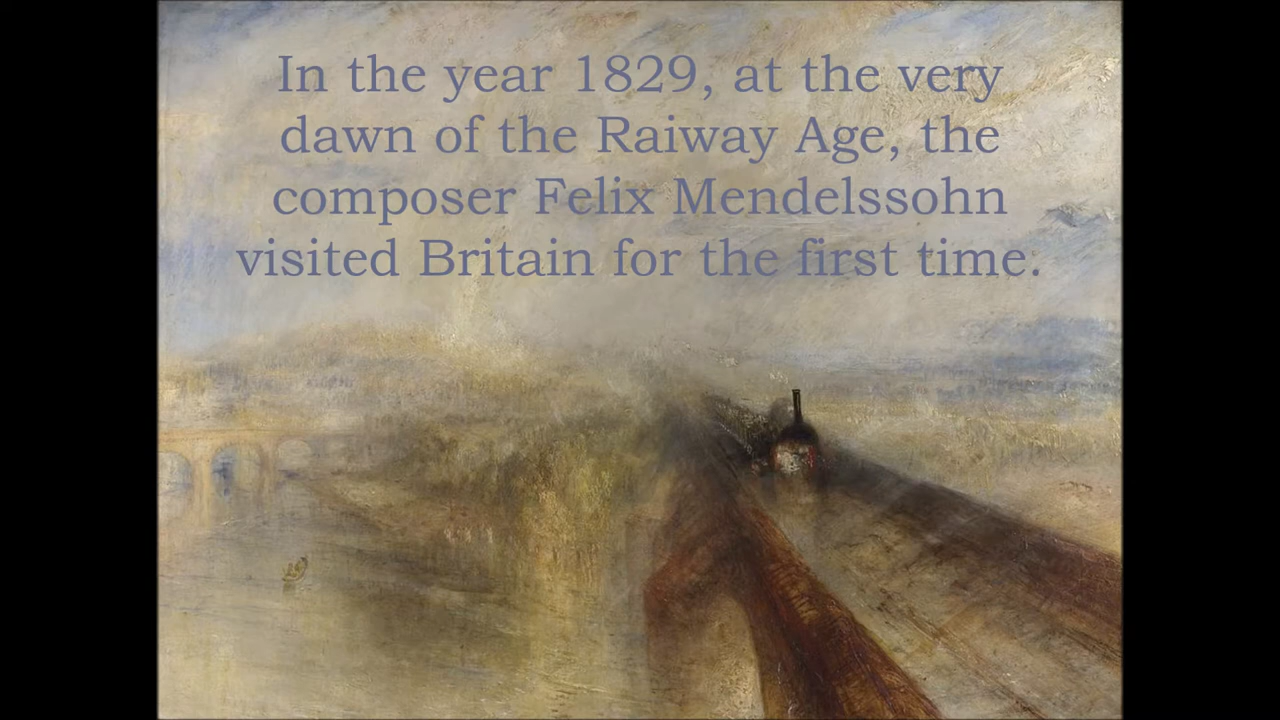 In the year 1829, at the very
dawn of the Raiway Age, the
composer Felix Mendelssohn
visited Britain for the first time.